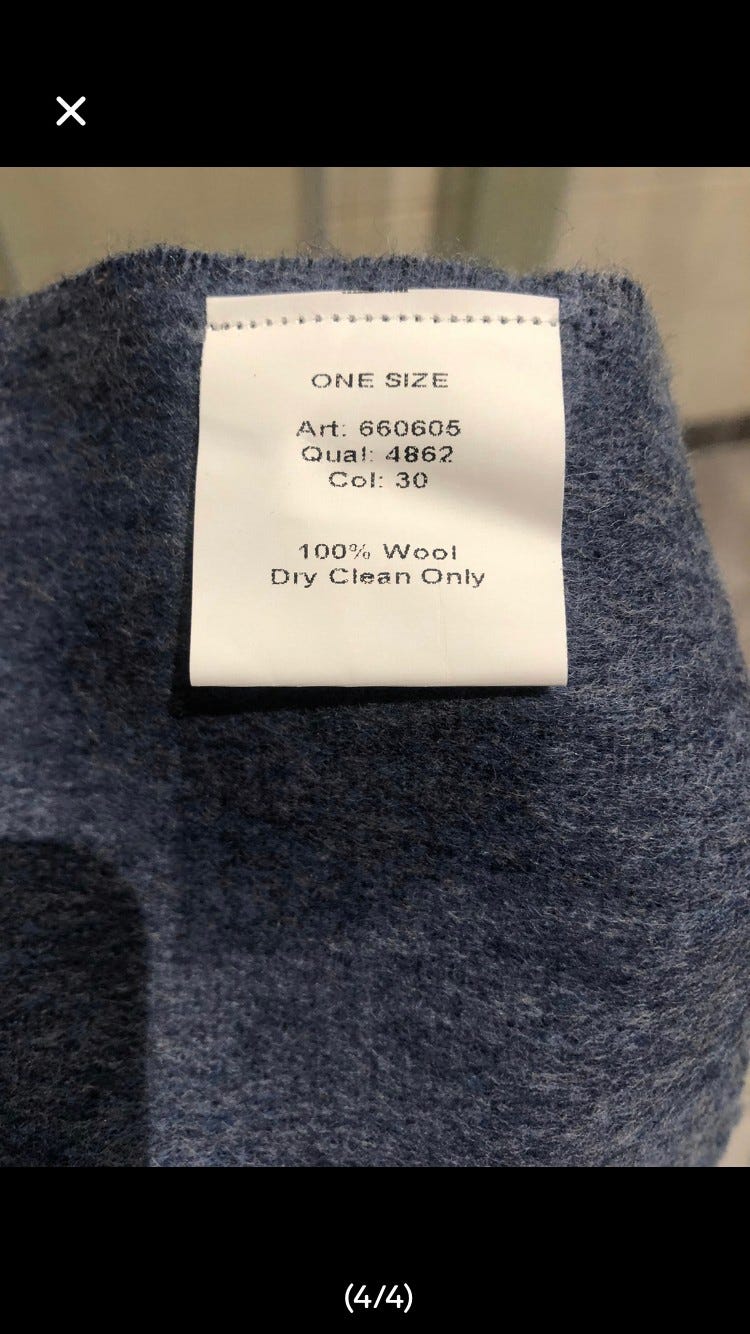 ONE SIZE
Art: 660605
Qual: 4862
Col: 30
100% Wool
Dry Clean Only
(4/4)